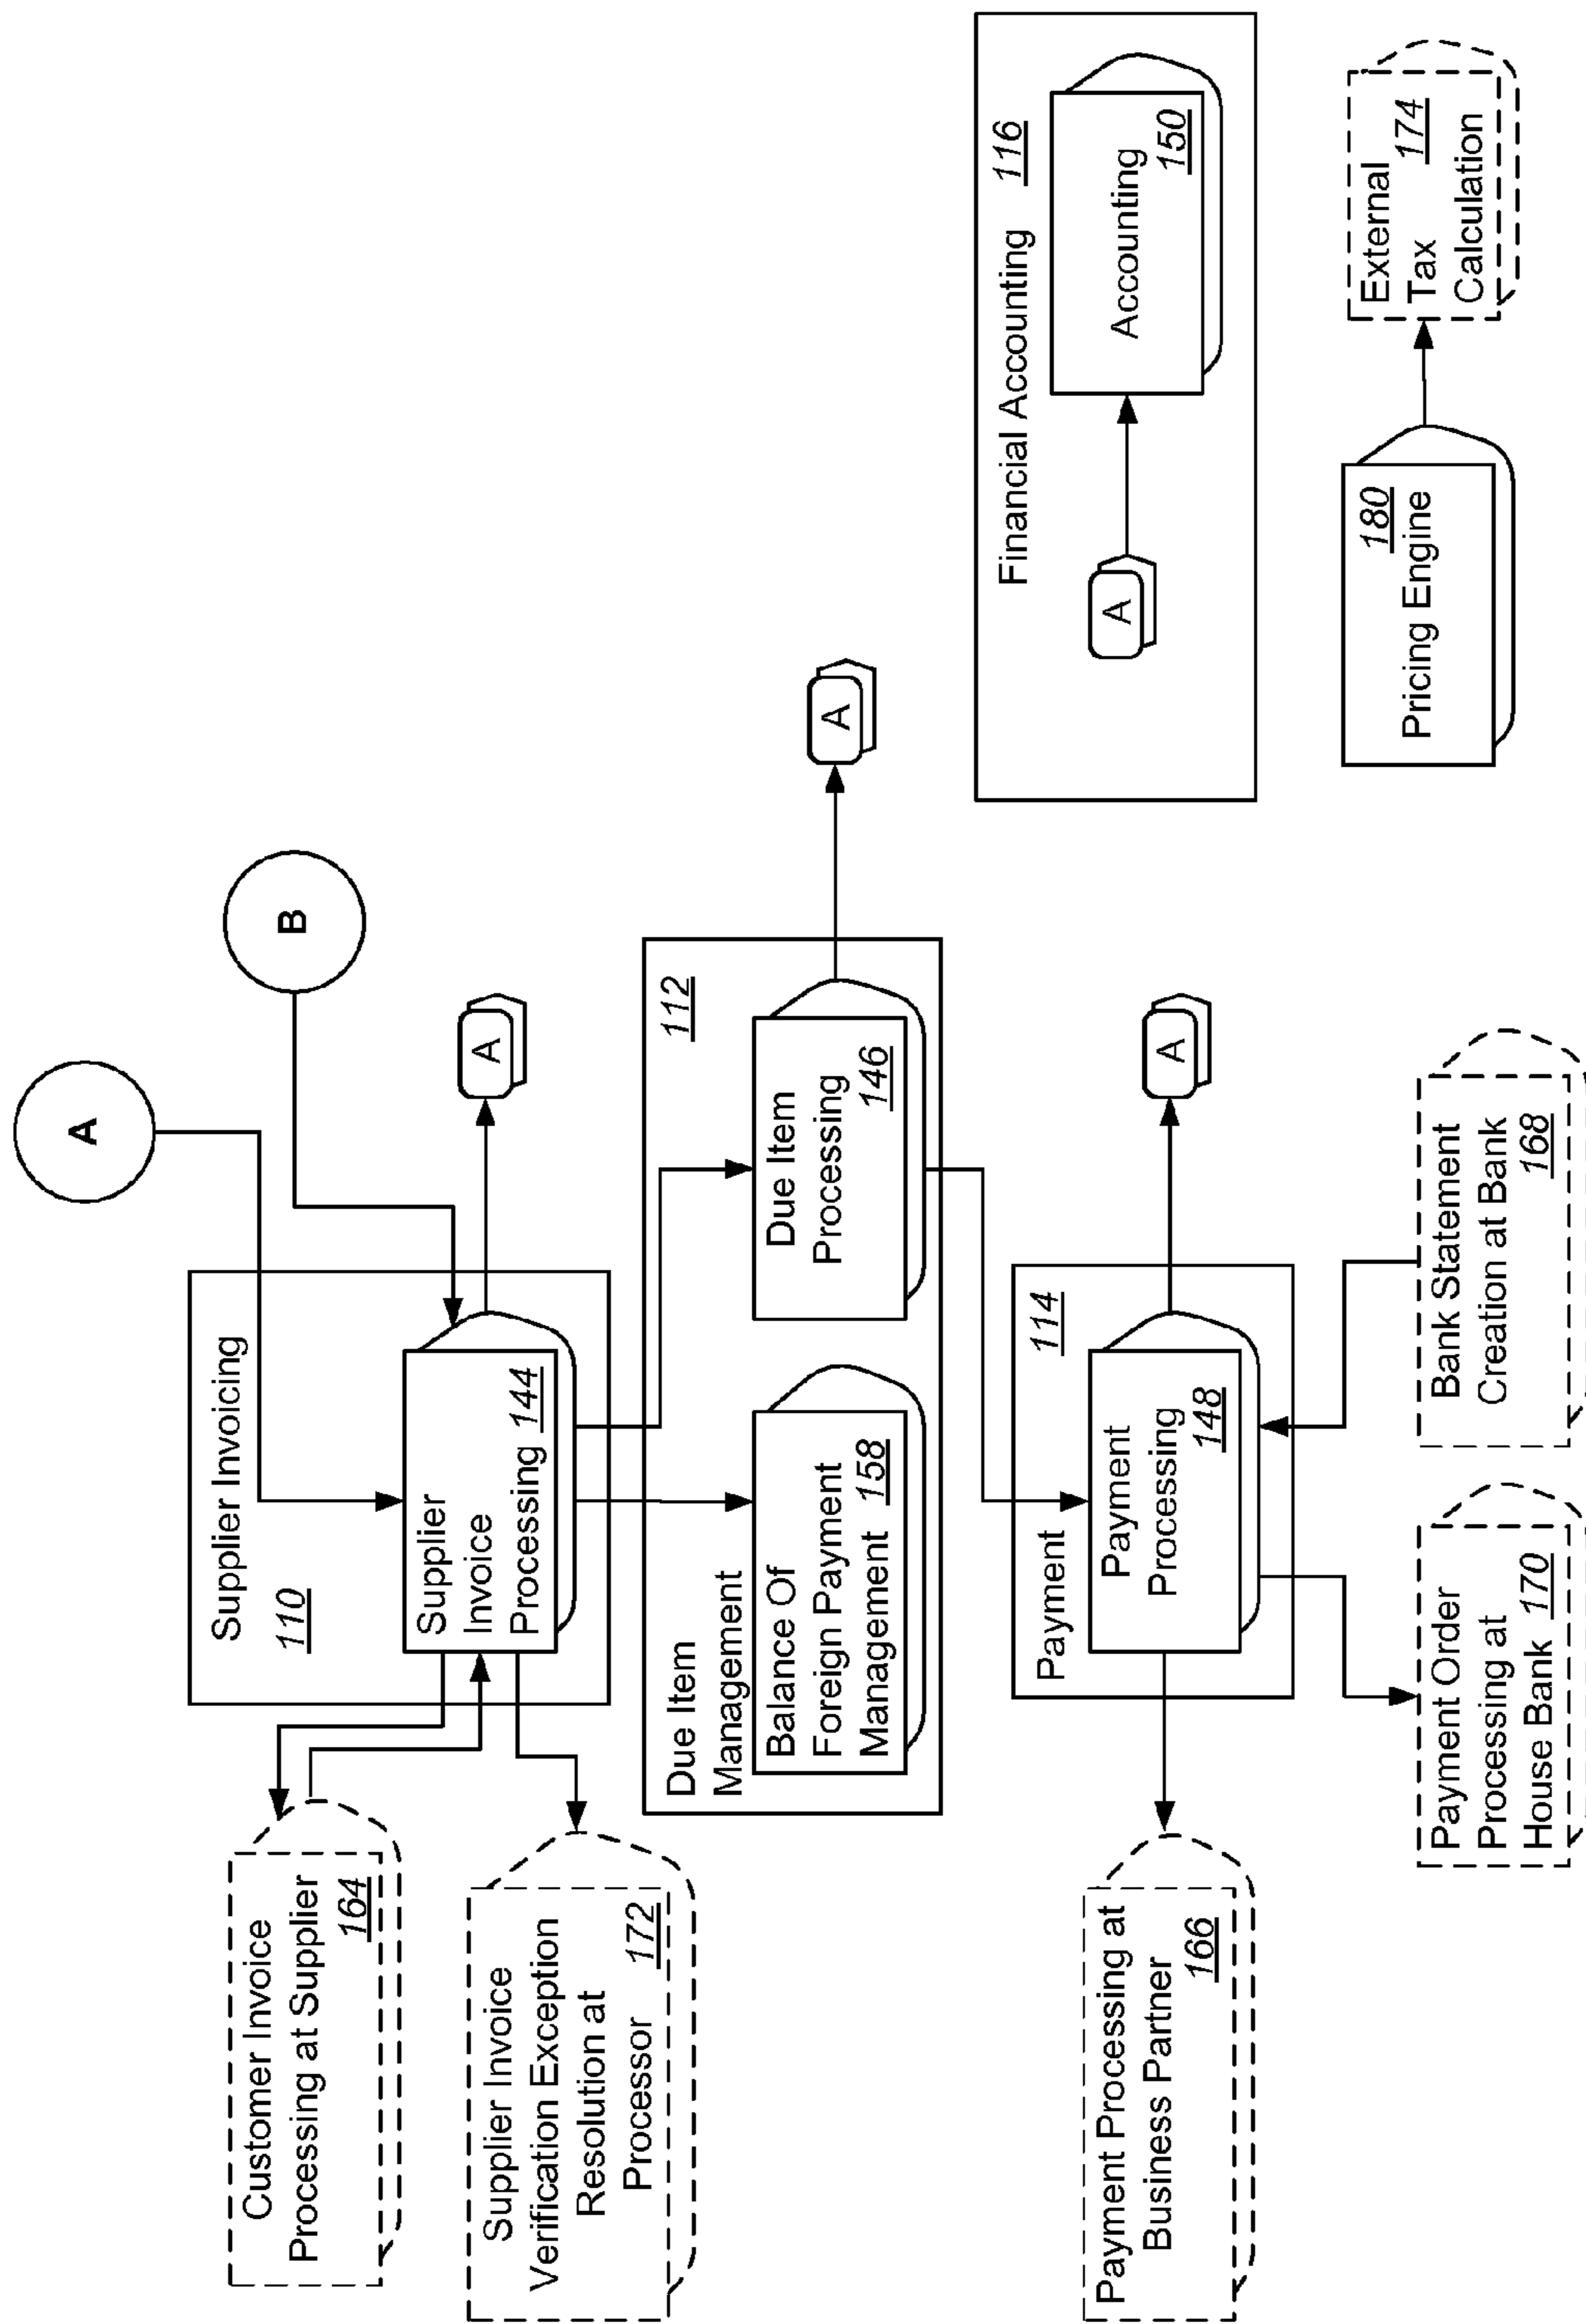 A
B
Supplier Invoicing
110
Supplier
Invoice
Processing 144
A
Customer Invoice
Processing at Supplier
164
Supplier Invoice
Verification Exception
Resolution at
Processor 172
Due Item
Management
112
Balance Of
Foreign Payment
Management 158
Due Item
Processing
146
A
Payment
114
Payment
Processing
148
A
Payment Processing at
Business Partner
166
Payment Order
Processing at
House Bank 170
Bank Statement
Creation at Bank
168
Financial Accounting 116
A
Accounting
150
180
Pricing Engine
External
Tax 174
Calculation